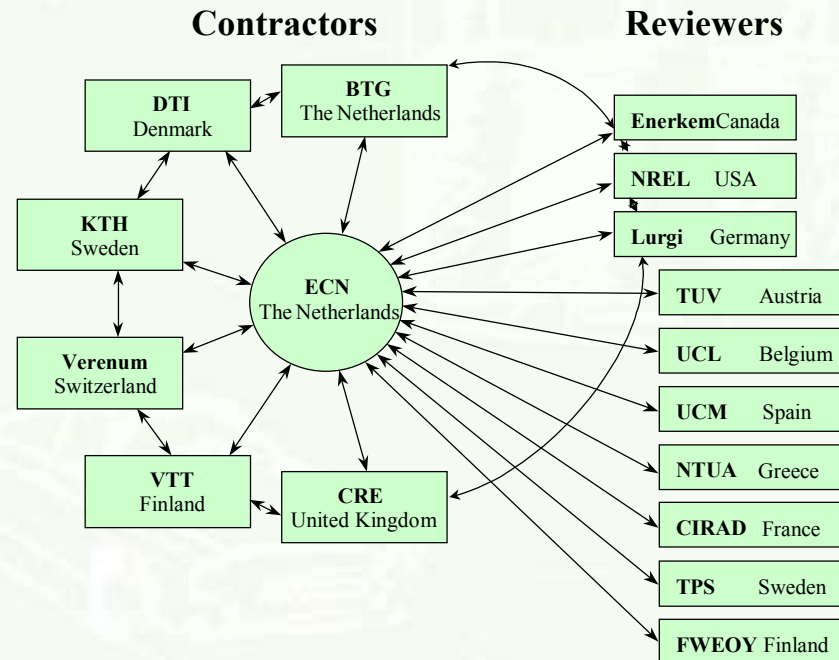 Contractors
Reviewers
BTG
The Netherlands
DTI
Denmark
KTH
Sweden
ECN
The Netherlands
Verenum
Switzerland
VTT
Finland
CRE
United Kingdom
Enerkem Canada
NREL USA
Lurgi Germany
TUV Austria
UCL Belgium
UCM Spain
NTUA Greece
CIRAD France
TPS Sweden
FWEOY Finland